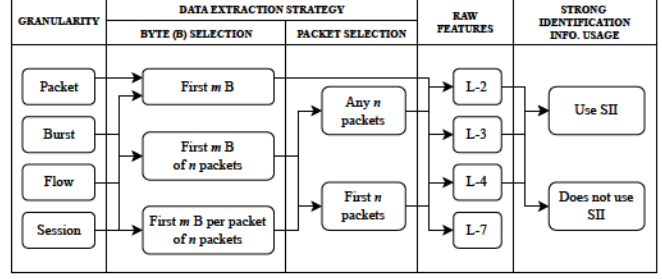 GRANULARITY
DATA EXTRACTION STRATEGY
BYTE (B) SELECTION
PACKET SELECTION
RAW
FEATURES
STRONG
IDENTIFICATION
INFO. USAGE
Packet
Burst
Flow
Session
First m B
First m B
of n packets
First m B per packet
of n packets
Any n
packets
First n
packets
L-2
L-3
L-4
L-7
Use SII
Does not use
SII